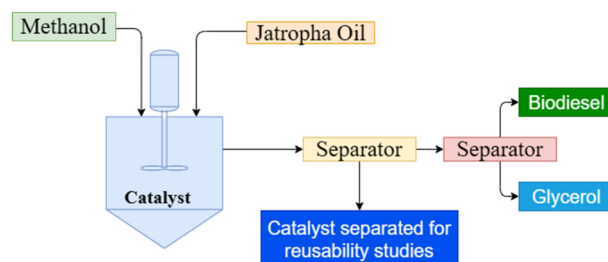 Methanol
Jatropha Oil
Catalyst
Separator
Separator
Biodiesel
Glycerol
Catalyst separated for
reusability studies